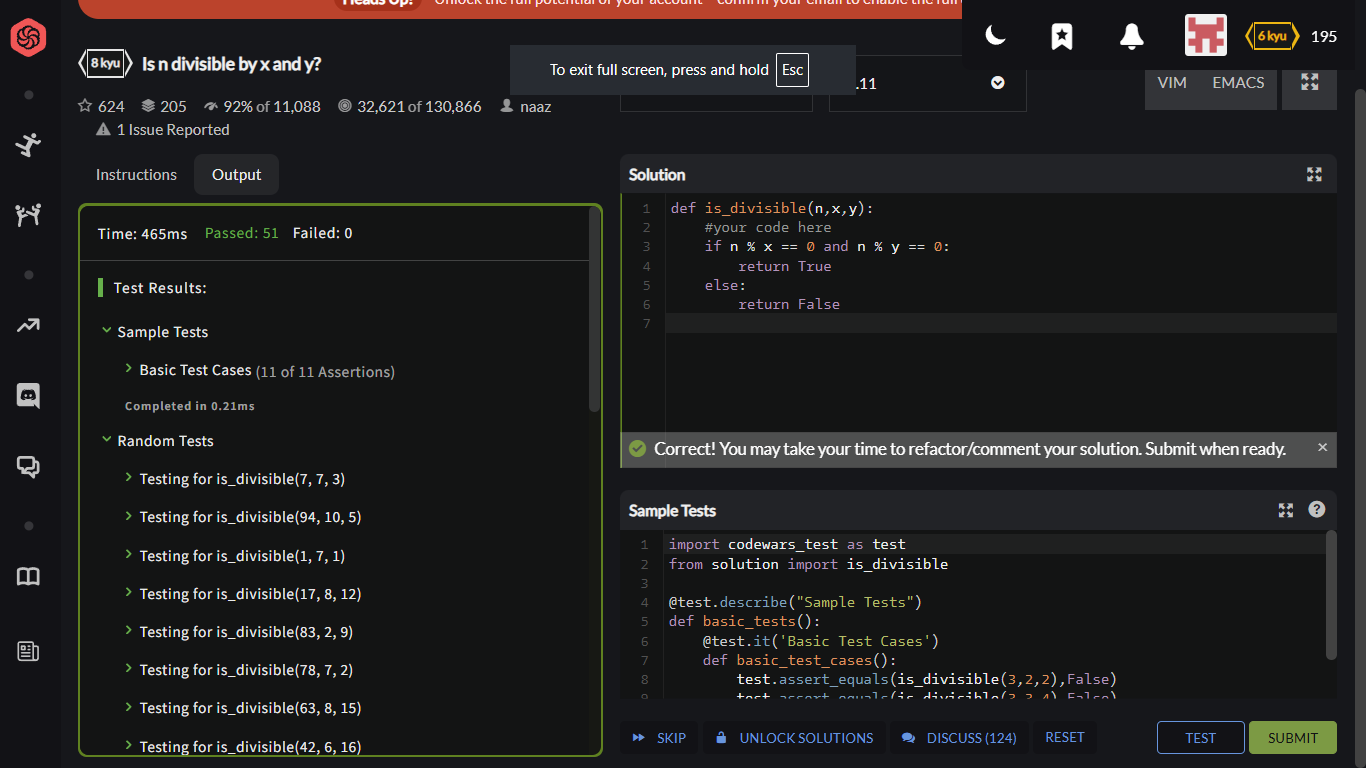 Heads Up! Unlock the full potential of your account - confirm your email to enable the full
8 kyu Is n divisible by x and y?
To exit full screen, press and hold Esc
6 kyu 195
.11
VIM EMACS
624 205 92% of 11,088 32,621 of 130,866 naaz
1 Issue Reported
Instructions Output
Time: 465ms Passed: 51 Failed: 0
Test Results:
Sample Tests
Basic Test Cases (11 of 11 Assertions)
Completed in 0.21ms
Random Tests
Testing for is_divisible(7, 7, 3)
Testing for is_divisible(94, 10, 5)
Testing for is_divisible(1, 7, 1)
Testing for is_divisible(17, 8, 12)
Testing for is_divisible(83, 2, 9)
Testing for is_divisible(78, 7, 2)
Testing for is_divisible(63, 8, 15)
Testing for is_divisible(42, 6, 16)
Solution
1 def is_divisible(n,x,y):
2 #your code here
3 if n % x == 0 and n % y == 0:
4 return True
5 else:
6 return False
7
Correct! You may take your time to refactor/comment your solution. Submit when ready. ×
Sample Tests ?
1 import codewars_test as test
2 from solution import is_divisible
3
4 @test.describe("Sample Tests")
5 def basic_tests():
6 @test.it('Basic Test Cases')
7 def basic_test_cases():
8 test.assert_equals(is_divisible(3,2,2),False)
9 test.assert_equals(is_divisible(3,3,4),False)
SKIP UNLOCK SOLUTIONS DISCUSS (124) RESET TEST SUBMIT